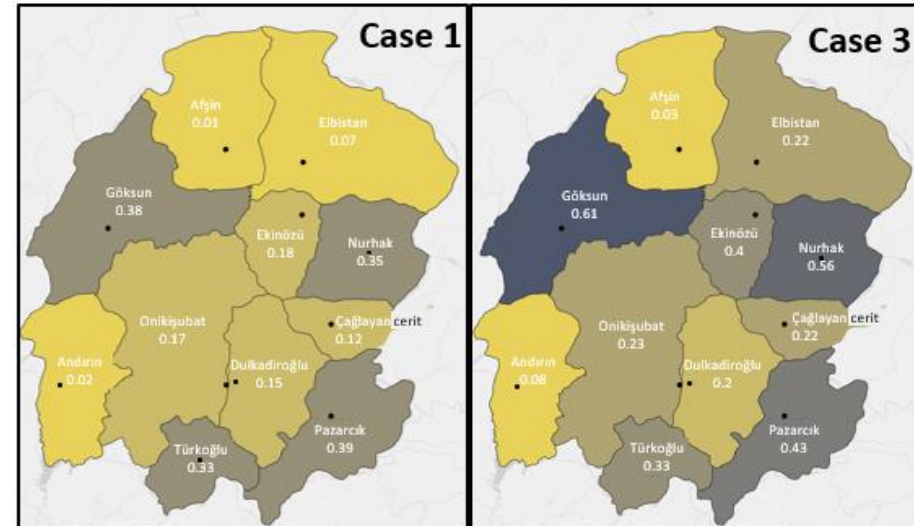 Case 1
Afşin
0.01
Elbistan
0.07
Göksun
0.38
Ekinözü
0.18
Nurhak
0.35
Çağlayancerit
0.12
Onikişubat
0.17
Andırın
0.02
Dulkadiroğlu
0.15
Pazarcık
0.39
Türkoğlu
0.33
Case 3
Afşin
0.03
Elbistan
0.22
Göksun
0.61
Ekinözü
0.4
Nurhak
0.56
Çağlayan cerit
0.22
Onikişubat
0.23
Andırın
0.08
Dulkadiroğlu
0.2
Pazarcık
0.43
Türkoğlu
0.33